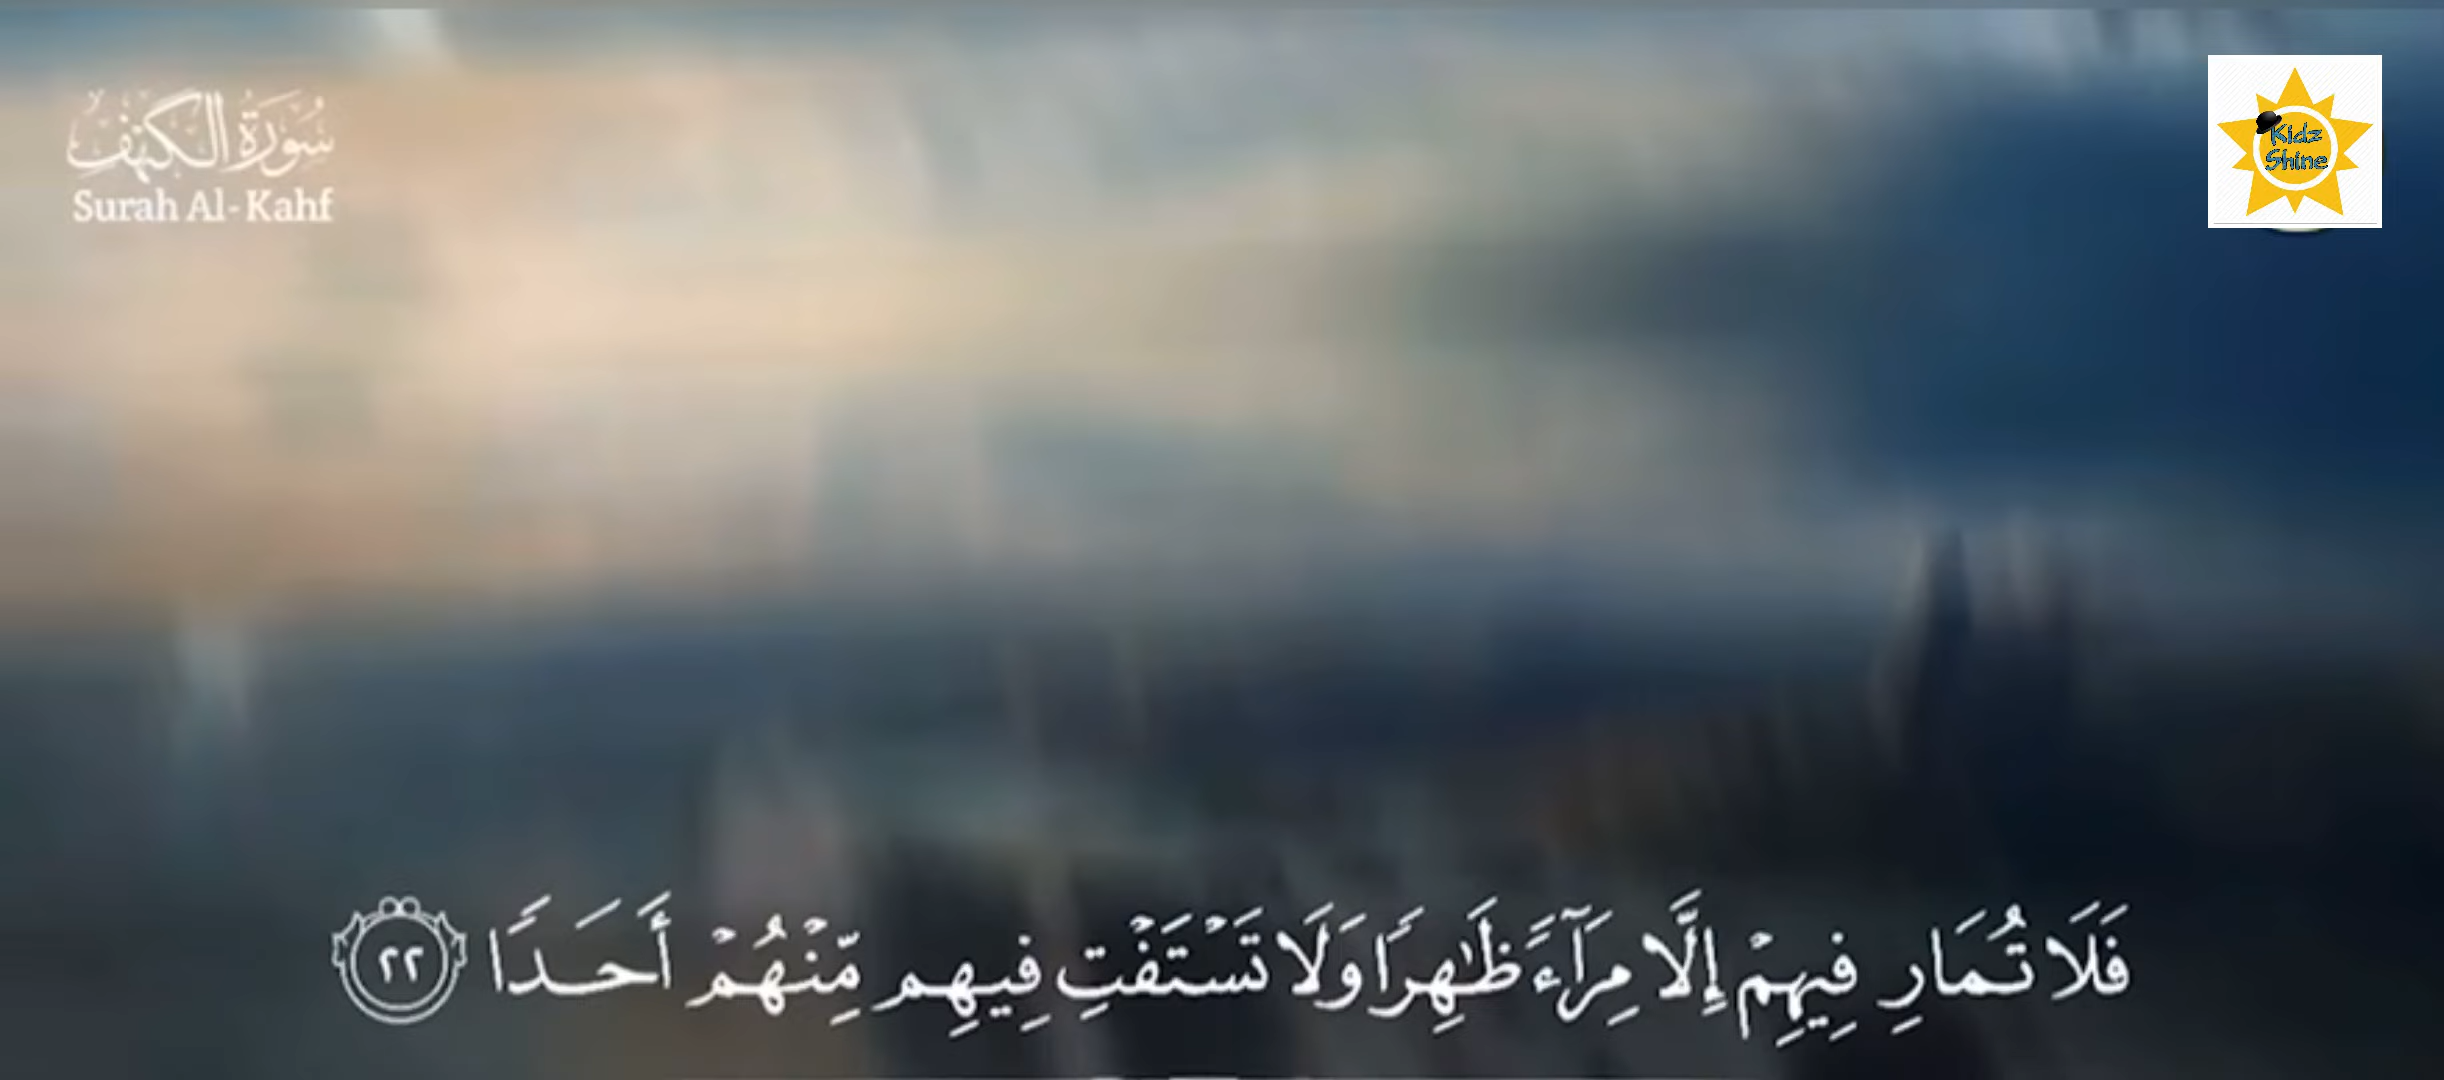 سُورَةُ الكَهف
Surah Al-Kahf
Kidz
Shine
فَلَا تُمَارِ فِيهِمۡ إِلَّا مِرَآءٗ ظَٰهِرٗا وَلَا تَسۡتَفۡتِ فِيهِم مِّنۡهُمۡ أَحَدٗا ٢٢